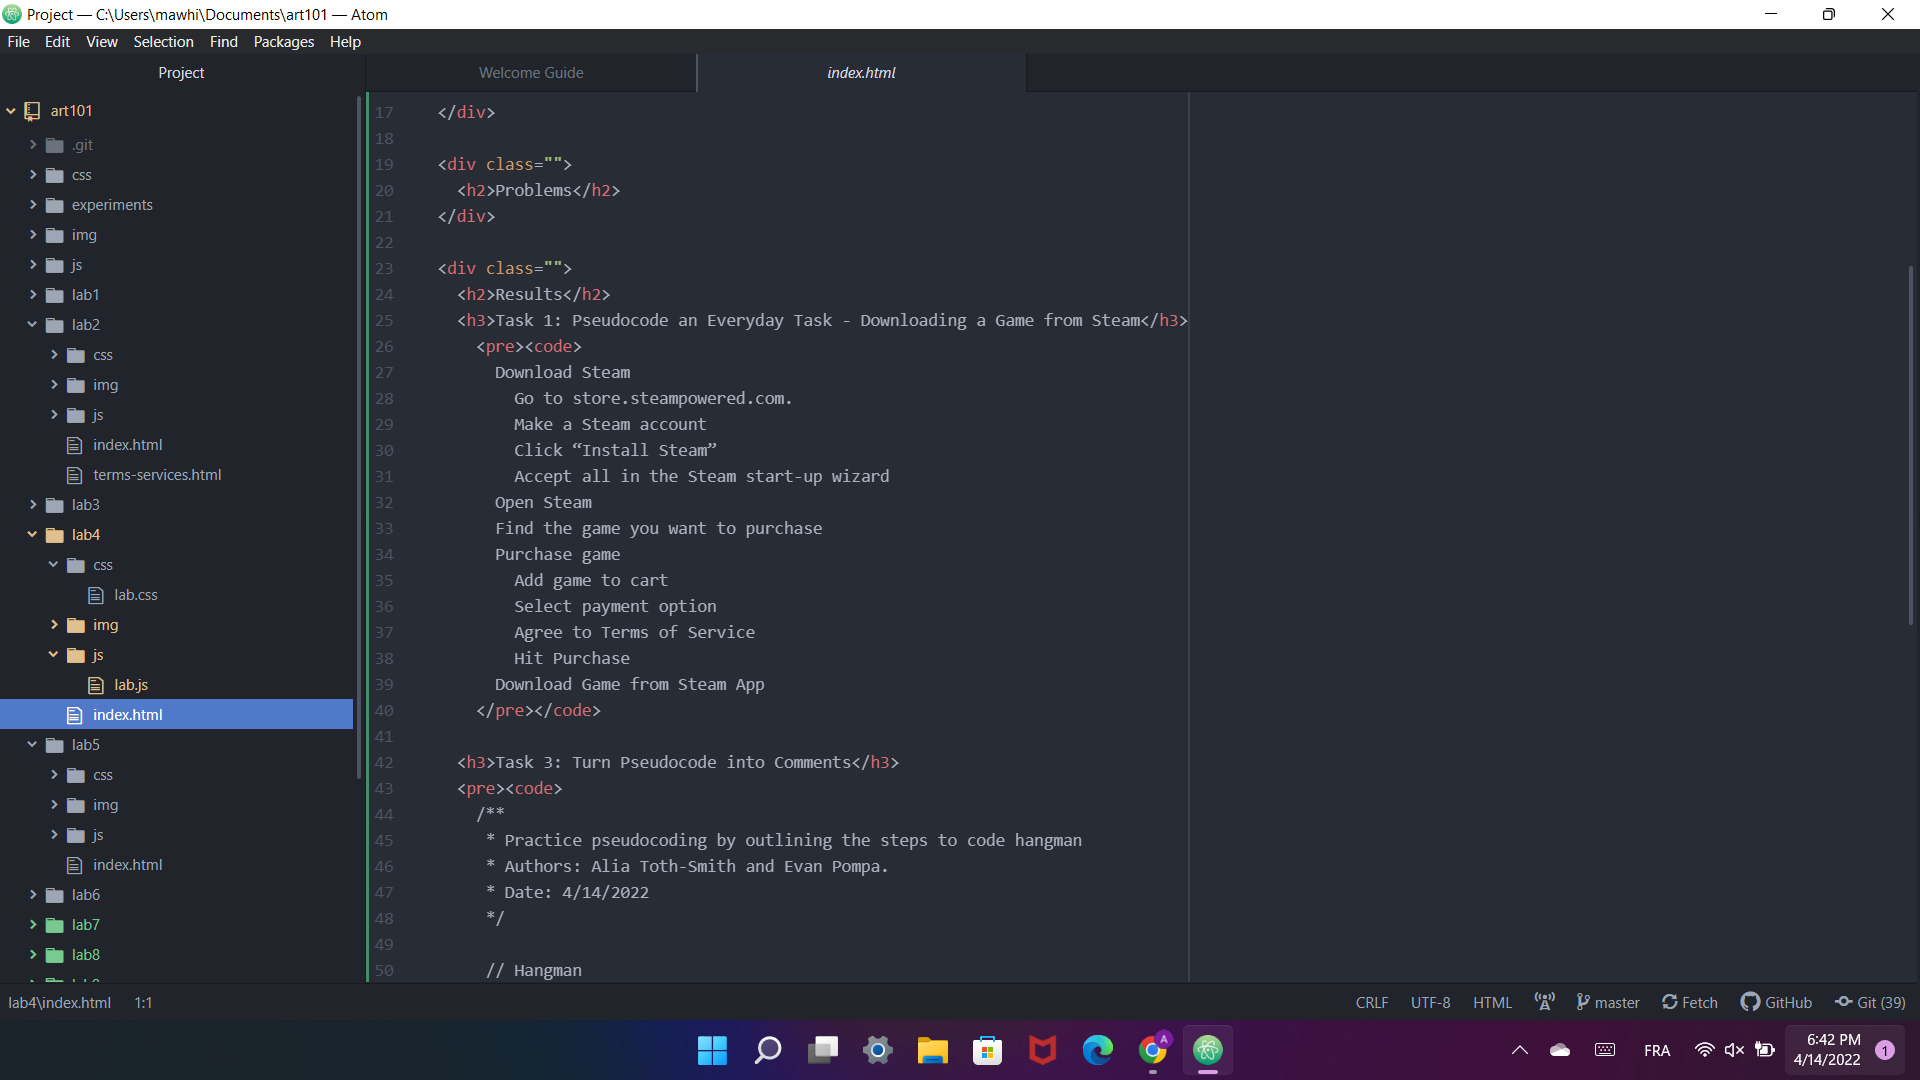 Project — C:\Users\mawhi\Documents\art101 — Atom
File Edit View Selection Find Packages Help
Project
Welcome Guide
index.html
art101
.git
css
experiments
img
js
lab1
lab2
css
img
js
index.html
terms-services.html
lab3
lab4
css
lab.css
img
js
lab.js
index.html
lab5
css
img
js
index.html
lab6
lab7
lab8
17 </div>
18
19 <div class="">
20 <h2>Problems</h2>
21 </div>
22
23 <div class="">
24 <h2>Results</h2>
25 <h3>Task 1: Pseudocode an Everyday Task - Downloading a Game from Steam</h3>
26 <pre><code>
27 Download Steam
28 Go to store.steampowered.com.
29 Make a Steam account
30 Click “Install Steam”
31 Accept all in the Steam start-up wizard
32 Open Steam
33 Find the game you want to purchase
34 Purchase game
35 Add game to cart
36 Select payment option
37 Agree to Terms of Service
38 Hit Purchase
39 Download Game from Steam App
40 </pre></code>
41
42 <h3>Task 3: Turn Pseudocode into Comments</h3>
43 <pre><code>
44 /**
45 * Practice pseudocoding by outlining the steps to code hangman
46 * Authors: Alia Toth-Smith and Evan Pompa.
47 * Date: 4/14/2022
48 */
49
50 // Hangman
lab4\index.html 1:1
CRLF UTF-8 HTML master Fetch GitHub Git (39)
A
FRA
6:42 PM
4/14/2022
1